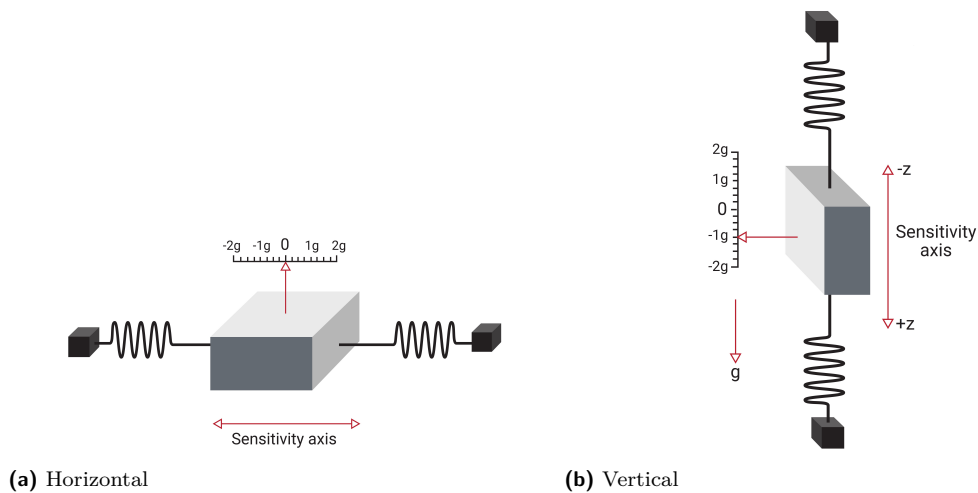 -2g -1g 0 1g 2g
Sensitivity axis
(a) Horizontal
2g
1g
0
-1g
-2g
g
-z
Sensitivity
axis
+z
(b) Vertical